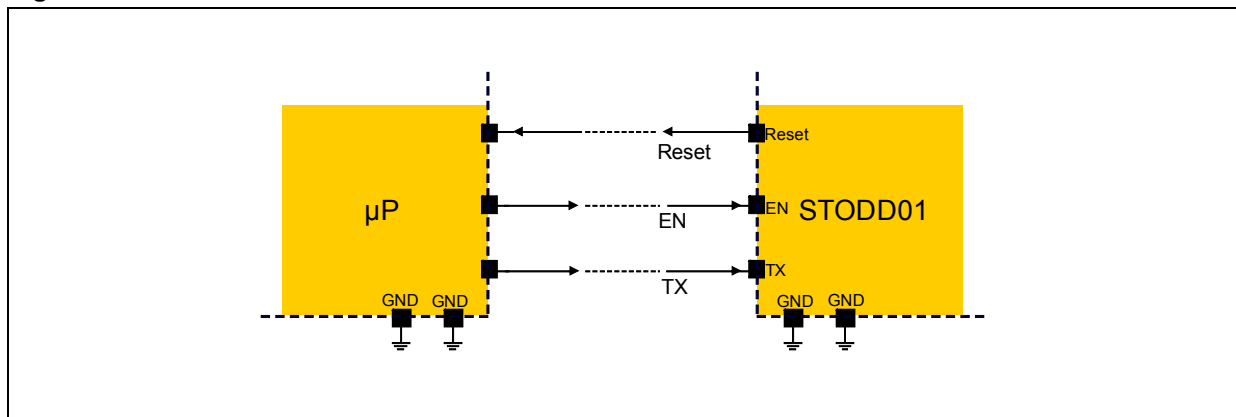 Reset
Reset
µP
EN
STODD01
EN
TX
TX
GND GND
GND GND